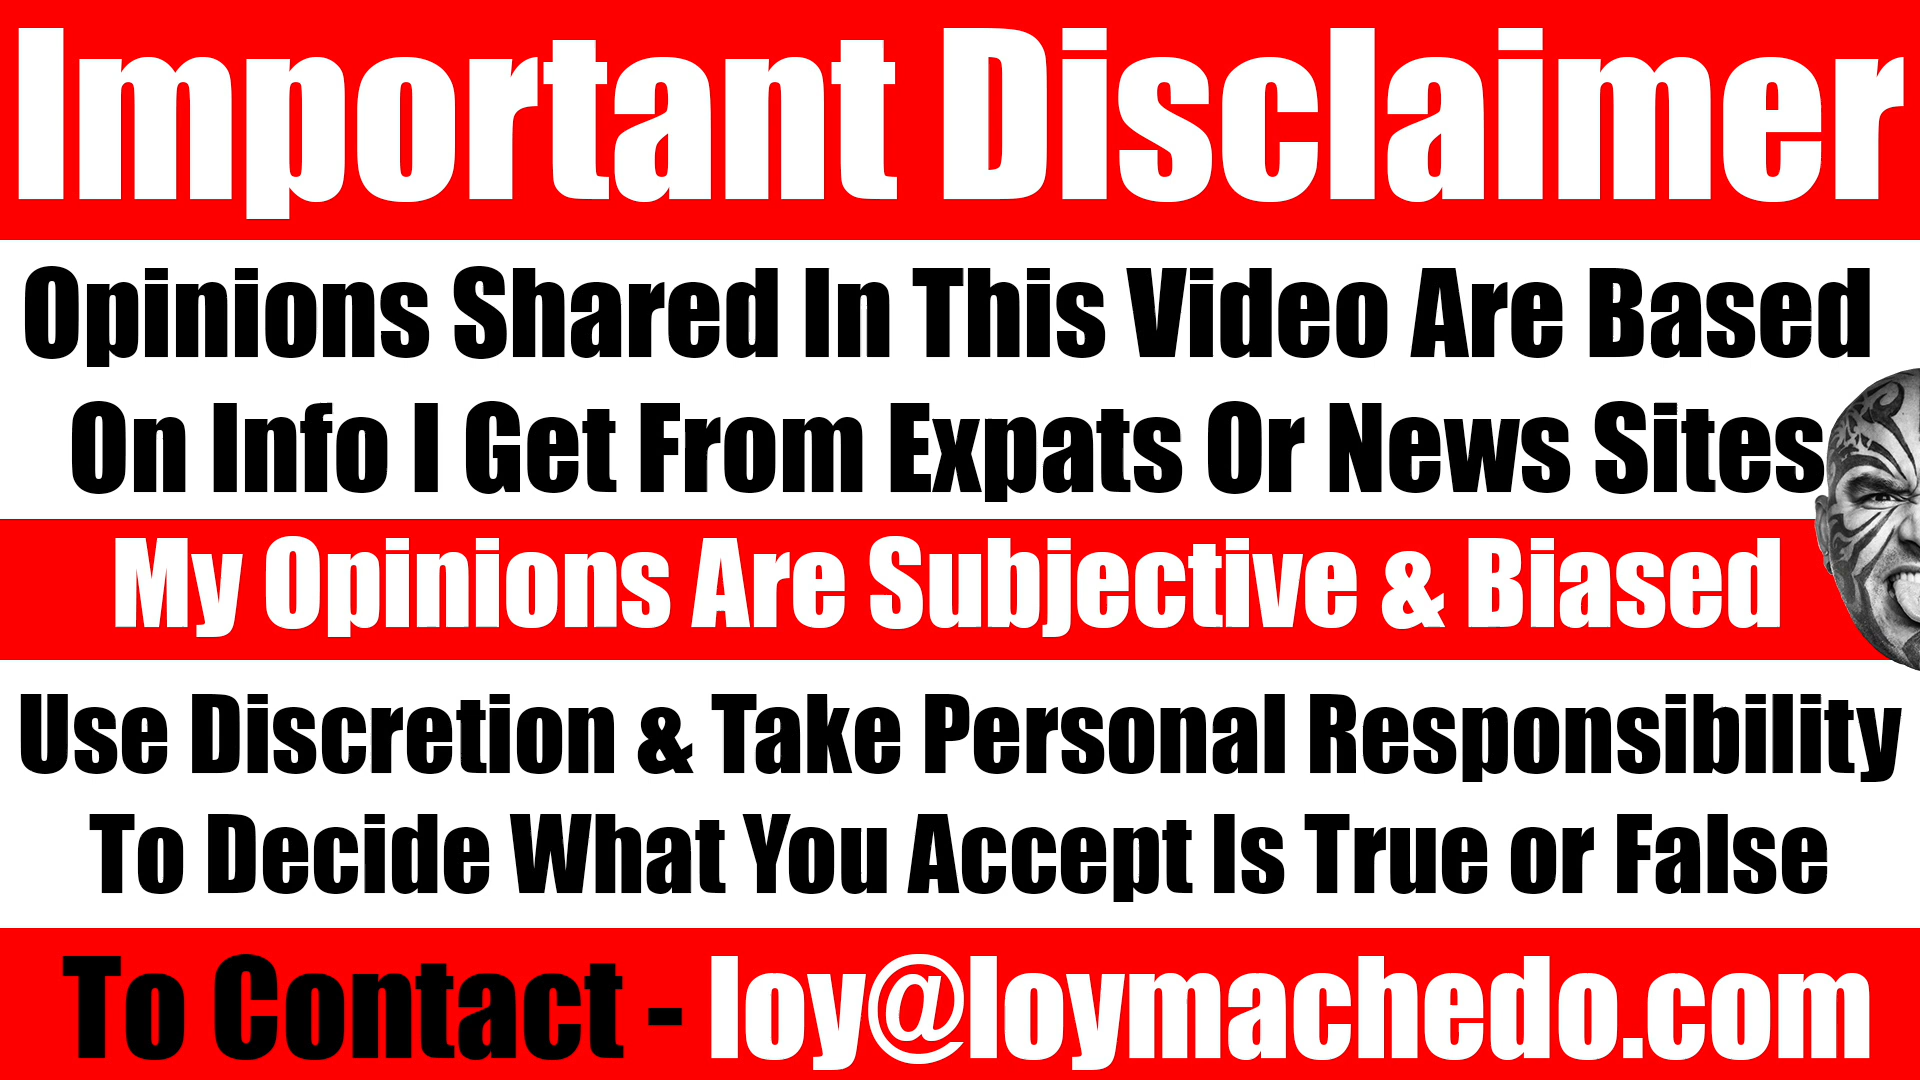 Important Disclaimer
Opinions Shared In This Video Are Based
On Info I Get From Expats Or News Sites
My Opinions Are Subjective & Biased
Use Discretion & Take Personal Responsibility
To Decide What You Accept Is True or False
To Contact - loy@loymachedo.com